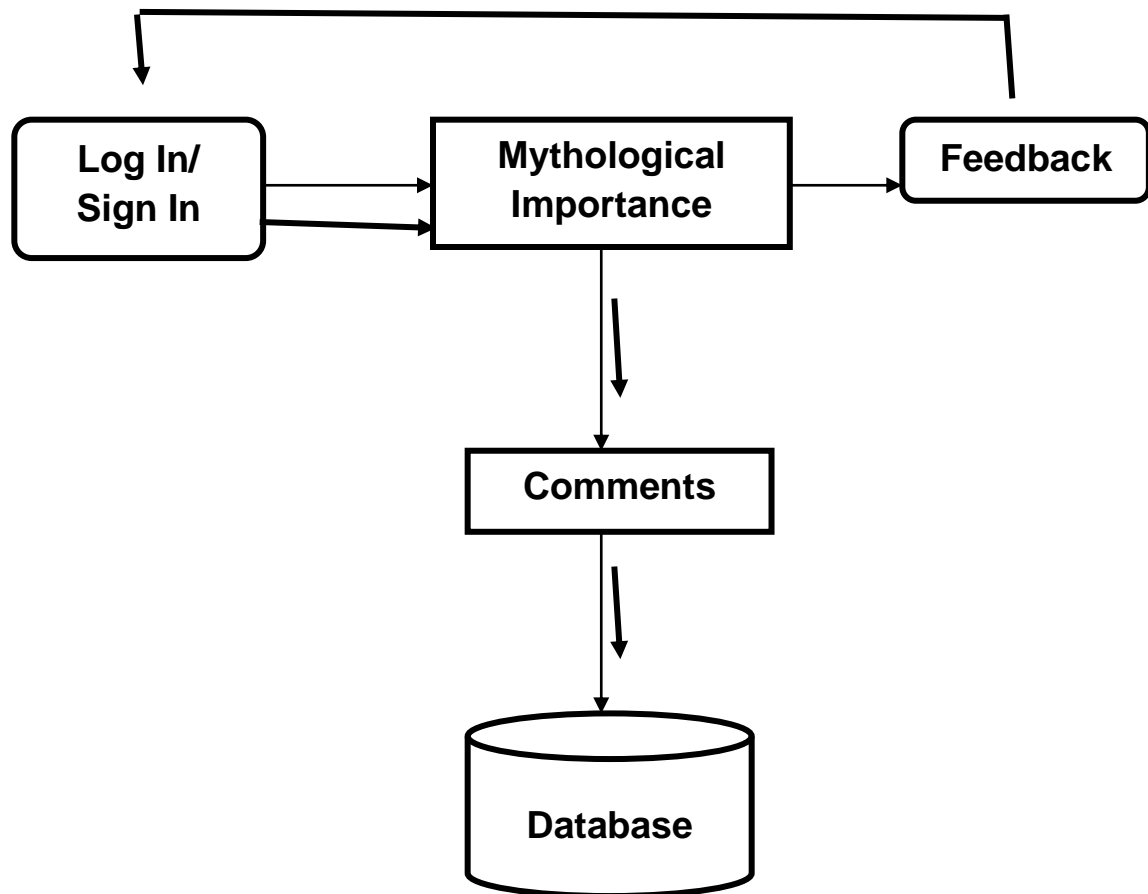 Log In/
Sign In
Mythological
Importance
Feedback
Comments
Database